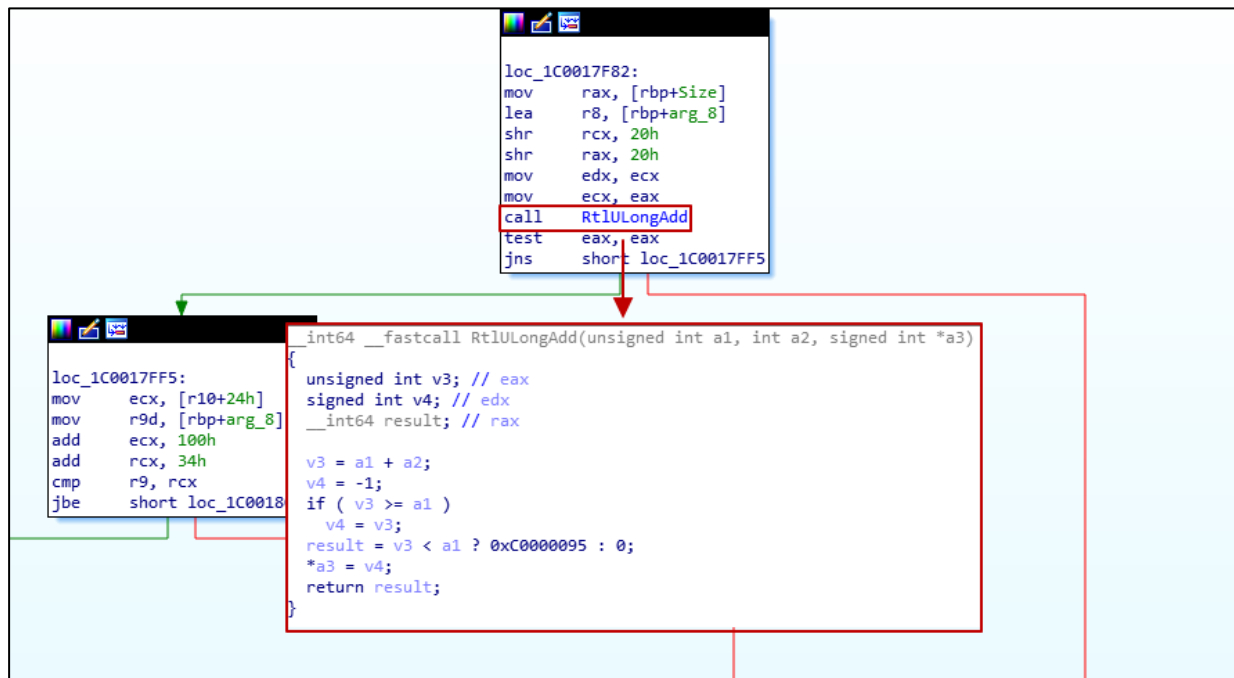 loc_1C0017F82:
mov rax, [rbp+Size]
lea r8, [rbp+arg_8]
shr rcx, 20h
shr rax, 20h
mov edx, ecx
mov ecx, eax
call RtlULongAdd
test eax, eax
jns short loc_1C0017FF5
loc_1C0017FF5:
mov ecx, [r10+24h]
mov r9d, [rbp+arg_8]
add ecx, 100h
add rcx, 34h
cmp r9, rcx
jbe short loc_1C0018
__int64 __fastcall RtlULongAdd(unsigned int a1, int a2, signed int *a3)
{
unsigned int v3; // eax
signed int v4; // edx
__int64 result; // rax
v3 = a1 + a2;
v4 = -1;
if ( v3 >= a1 )
v4 = v3;
result = v3 < a1 ? 0xC0000095 : 0;
*a3 = v4;
return result;
}